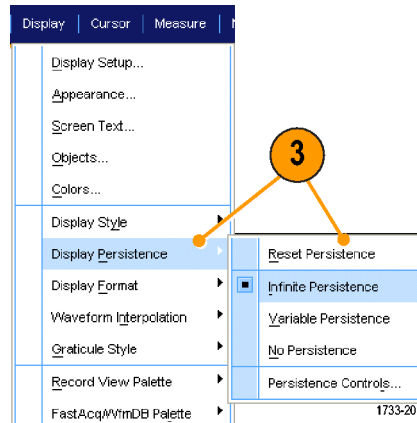 Display Cursor Measure
Display Setup...
Appearance...
Screen Text...
Objects...
Colors...
3
Display Style
Display Persistence
Reset Persistence
Display Format
Infinite Persistence
Waveform Interpolation
Variable Persistence
Graticule Style
No Persistence
Record View Palette
Persistence Controls...
FastAcq/WfmDB Palette
1733-20